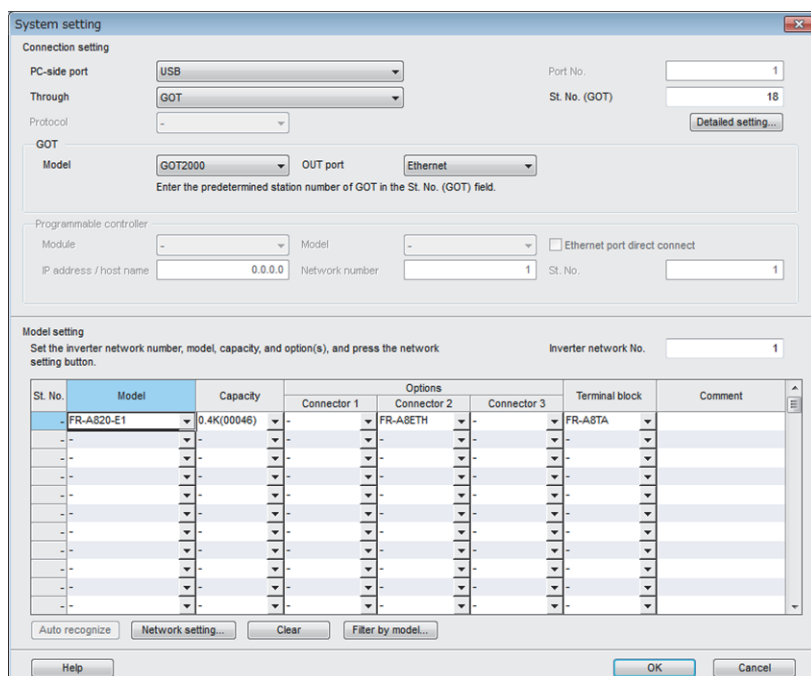 System setting
Connection setting
PC-side port USB Port No. 1
Through GOT St. No. (GOT) 18
Protocol - Detailed setting...
GOT
Model GOT2000 OUT port Ethernet
Enter the predetermined station number of GOT in the St. No. (GOT) field.
Programmable controller
Module - Model - Ethernet port direct connect
IP address / host name 0.0.0.0 Network number 1 St. No. 1
Model setting
Set the inverter network number, model, capacity, and option(s), and press the network
setting button.
Inverter network No. 1
St. No. Model Capacity Options Terminal block Comment
Connector 1 Connector 2 Connector 3
- FR-A820-E1 0.4K(00046) - FR-A8ETH - FR-A8TA
- - - - - - -
- - - - - - -
- - - - - - -
- - - - - - -
- - - - - - -
- - - - - - -
- - - - - - -
- - - - - - -
- - - - - - -
- - - - - - -
Auto recognize Network setting... Clear Filter by model...
Help OK Cancel